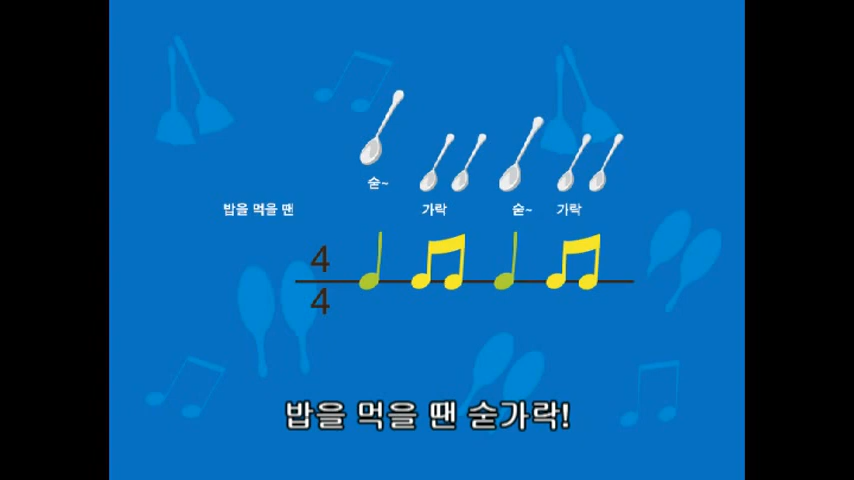 숟~
밥을 먹을 땐 가락 숟~ 가락
4
4
밥을 먹을 땐 숟가락!